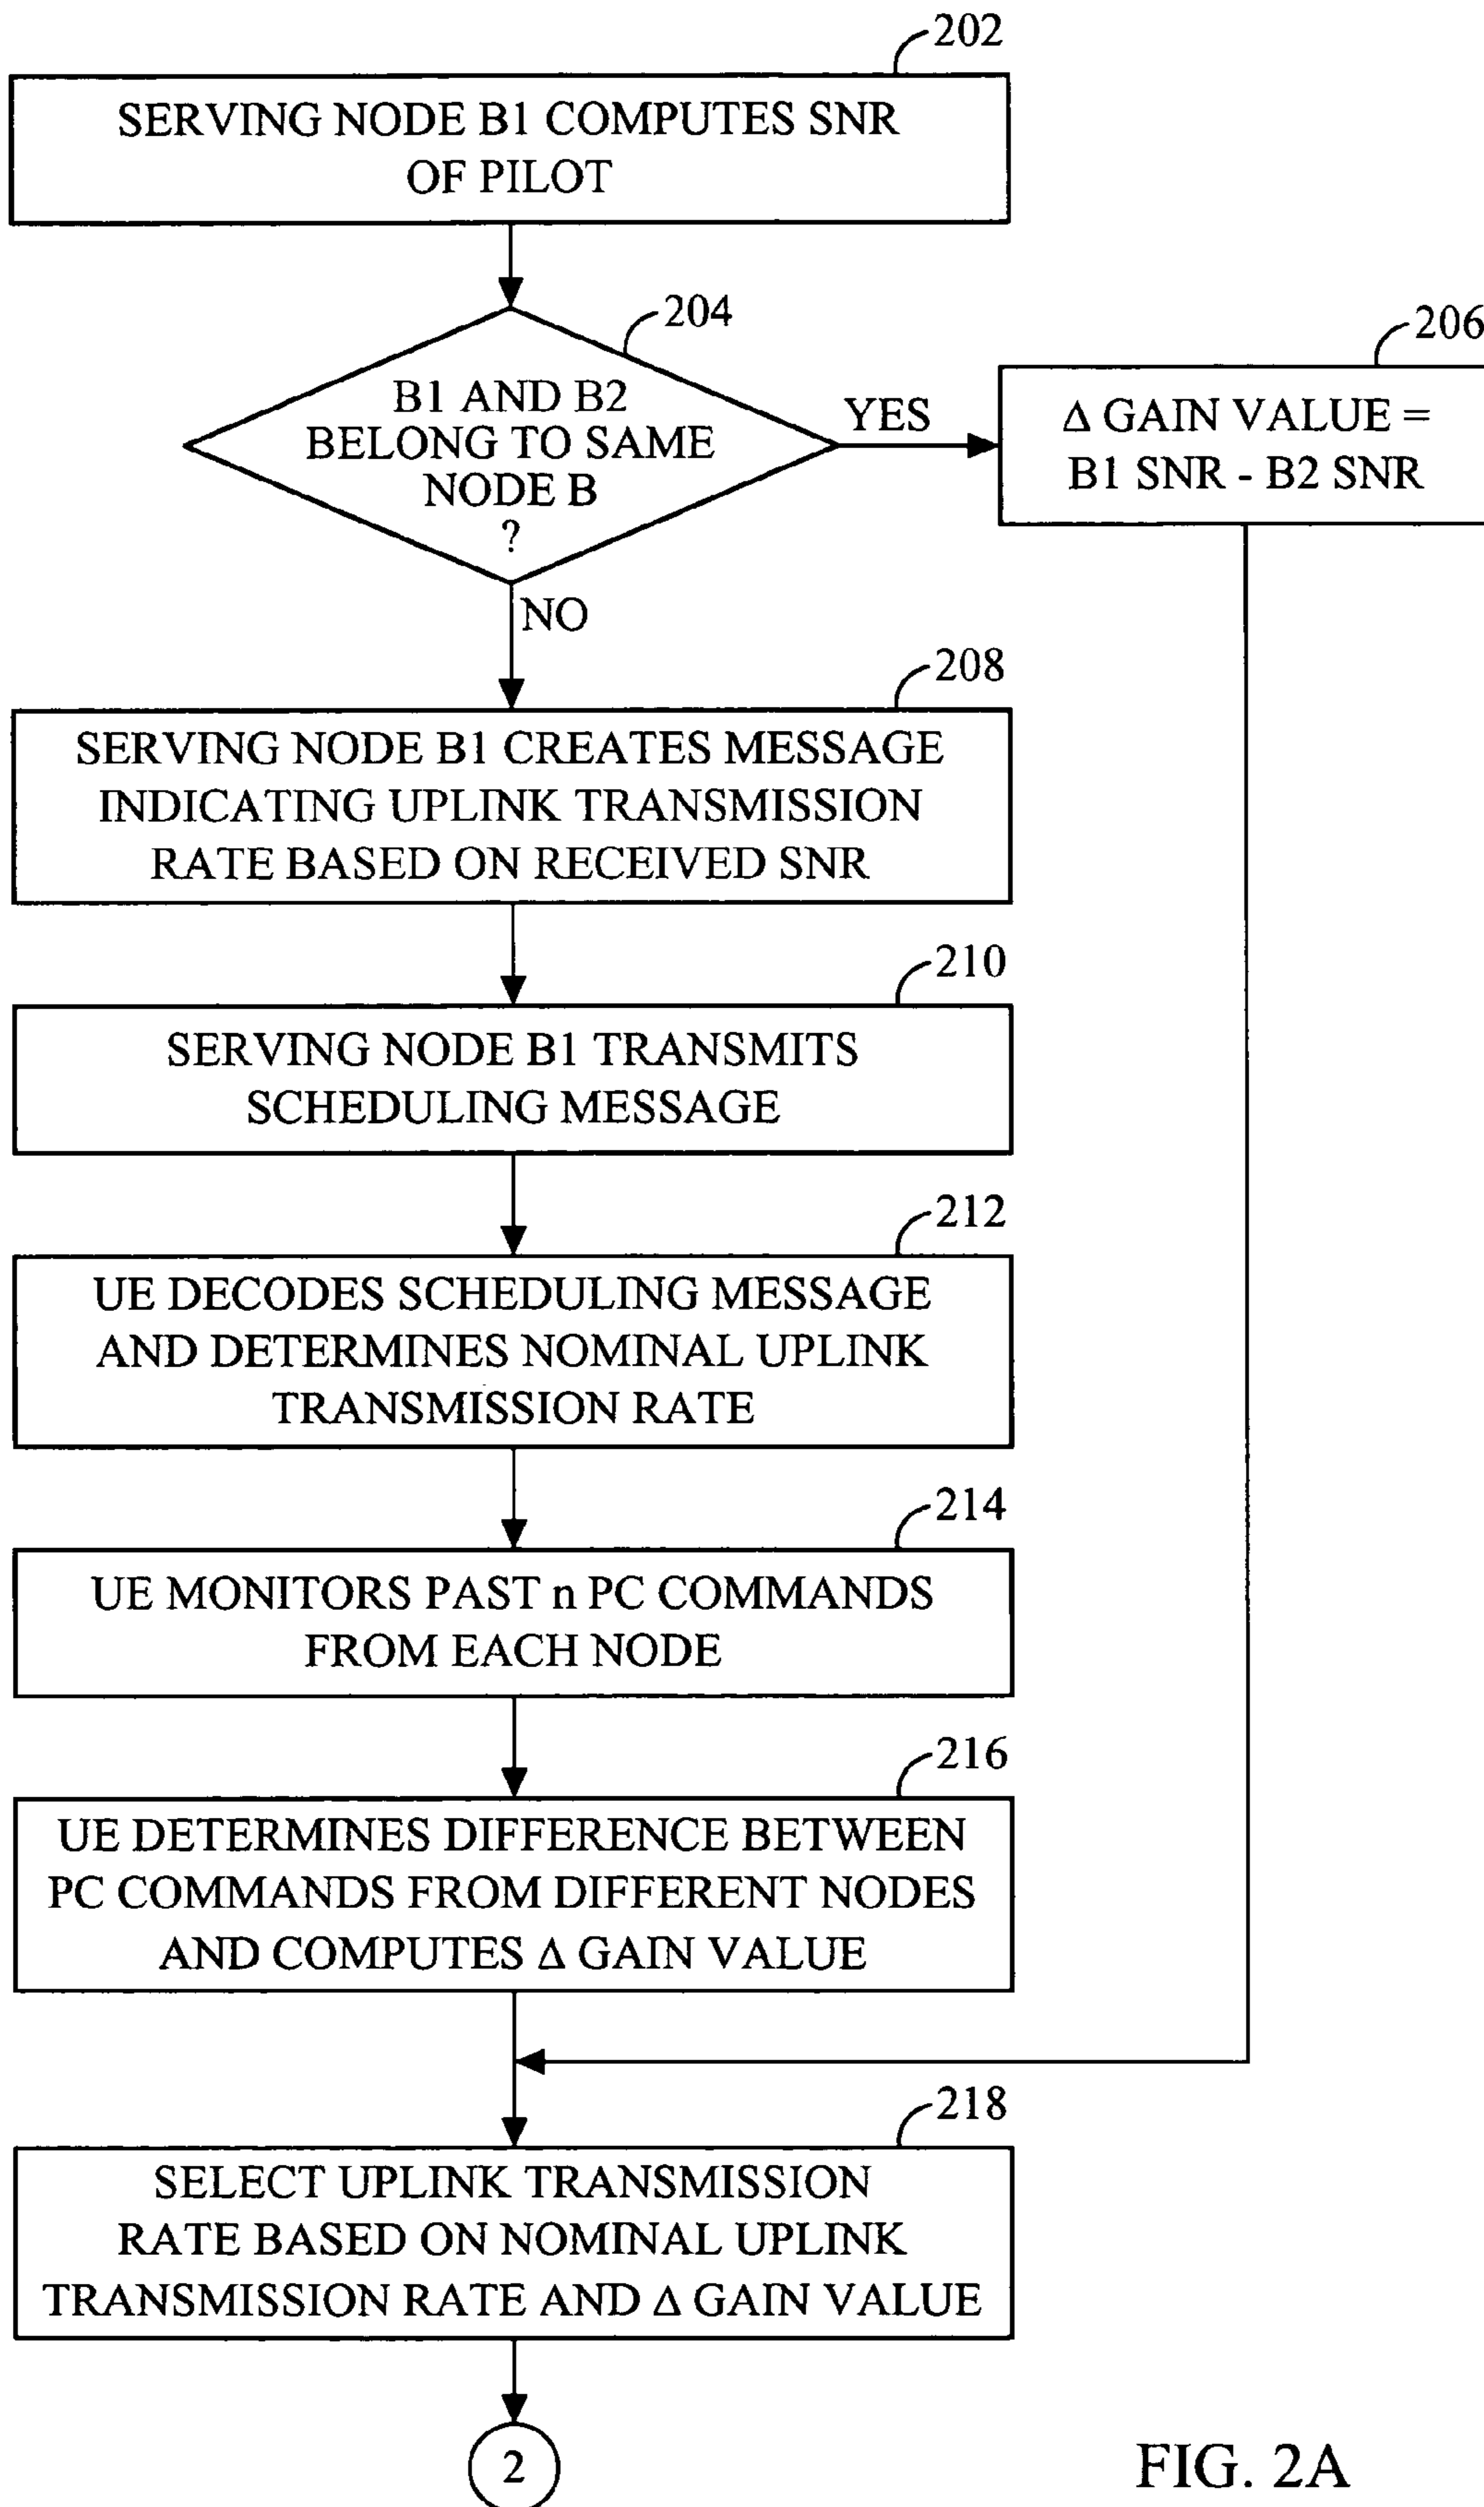 202
SERVING NODE B1 COMPUTES SNR
OF PILOT
204
B1 AND B2
BELONG TO SAME
NODE B
?
YES
206
Δ GAIN VALUE =
B1 SNR - B2 SNR
NO
208
SERVING NODE B1 CREATES MESSAGE
INDICATING UPLINK TRANSMISSION
RATE BASED ON RECEIVED SNR
210
SERVING NODE B1 TRANSMITS
SCHEDULING MESSAGE
212
UE DECODES SCHEDULING MESSAGE
AND DETERMINES NOMINAL UPLINK
TRANSMISSION RATE
214
UE MONITORS PAST n PC COMMANDS
FROM EACH NODE
216
UE DETERMINES DIFFERENCE BETWEEN
PC COMMANDS FROM DIFFERENT NODES
AND COMPUTES Δ GAIN VALUE
218
SELECT UPLINK TRANSMISSION
RATE BASED ON NOMINAL UPLINK
TRANSMISSION RATE AND Δ GAIN VALUE
2
FIG. 2A